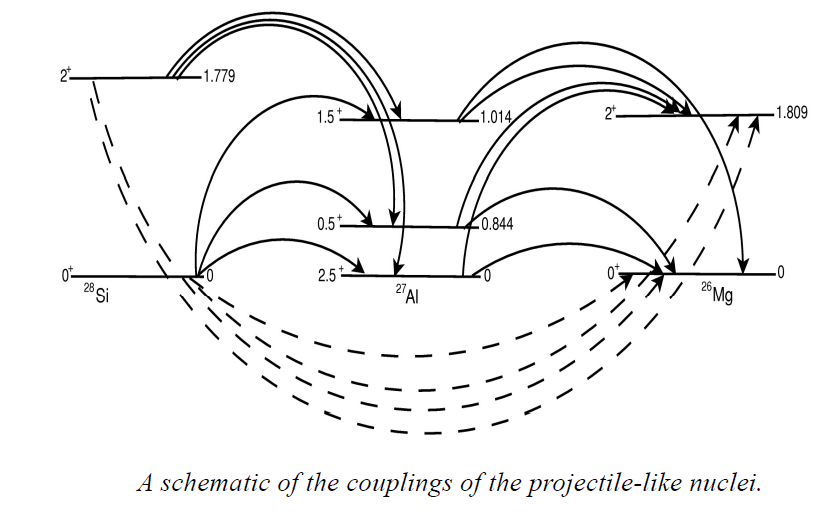 2⁺ 1.779
1.5⁺ 1.014
2⁺ 1.809
0.5⁺ 0.844
0⁺ 0
2.5⁺ 0
0⁺ 0
²⁸Si
²⁷Al
²⁶Mg
A schematic of the couplings of the projectile-like nuclei.